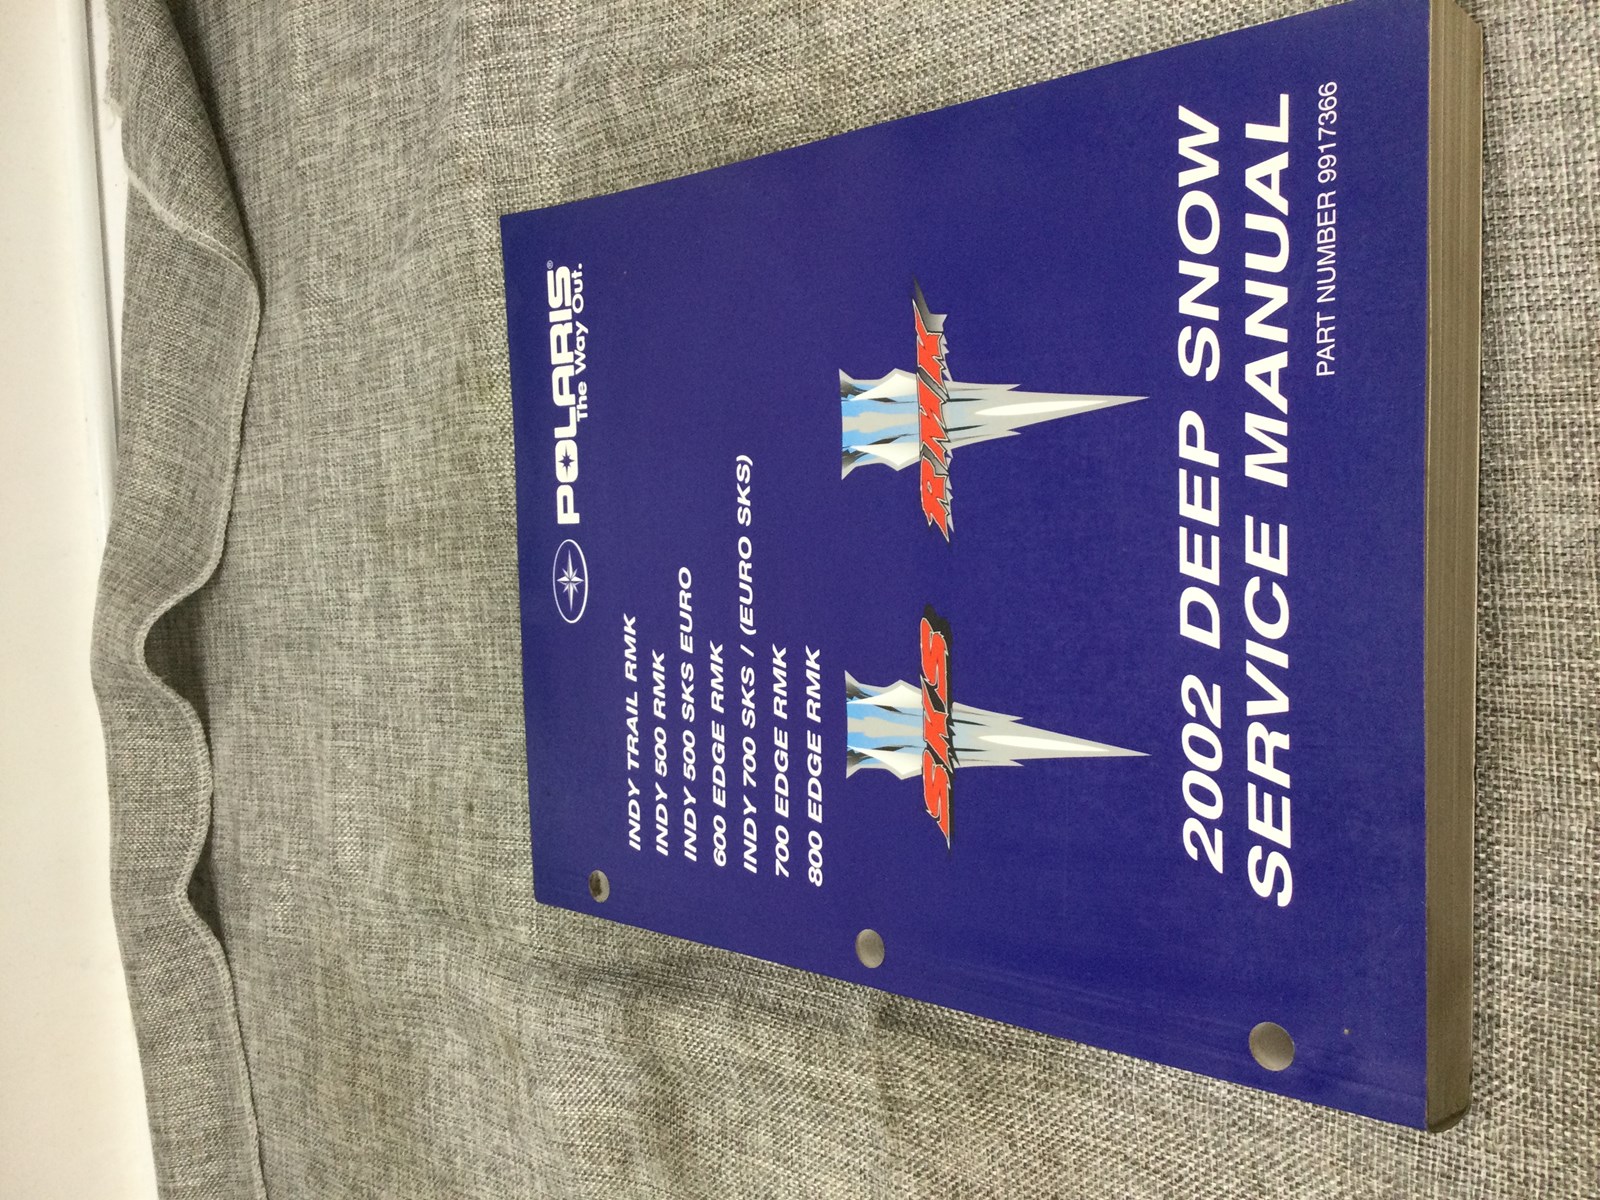 POLARIS®
The Way Out.
INDY TRAIL RMK
INDY 500 RMK
INDY 500 SKS EURO
600 EDGE RMK
INDY 700 SKS / (EURO SKS)
700 EDGE RMK
800 EDGE RMK
SKS RMK
2002 DEEP SNOW
SERVICE MANUAL
PART NUMBER 9917366